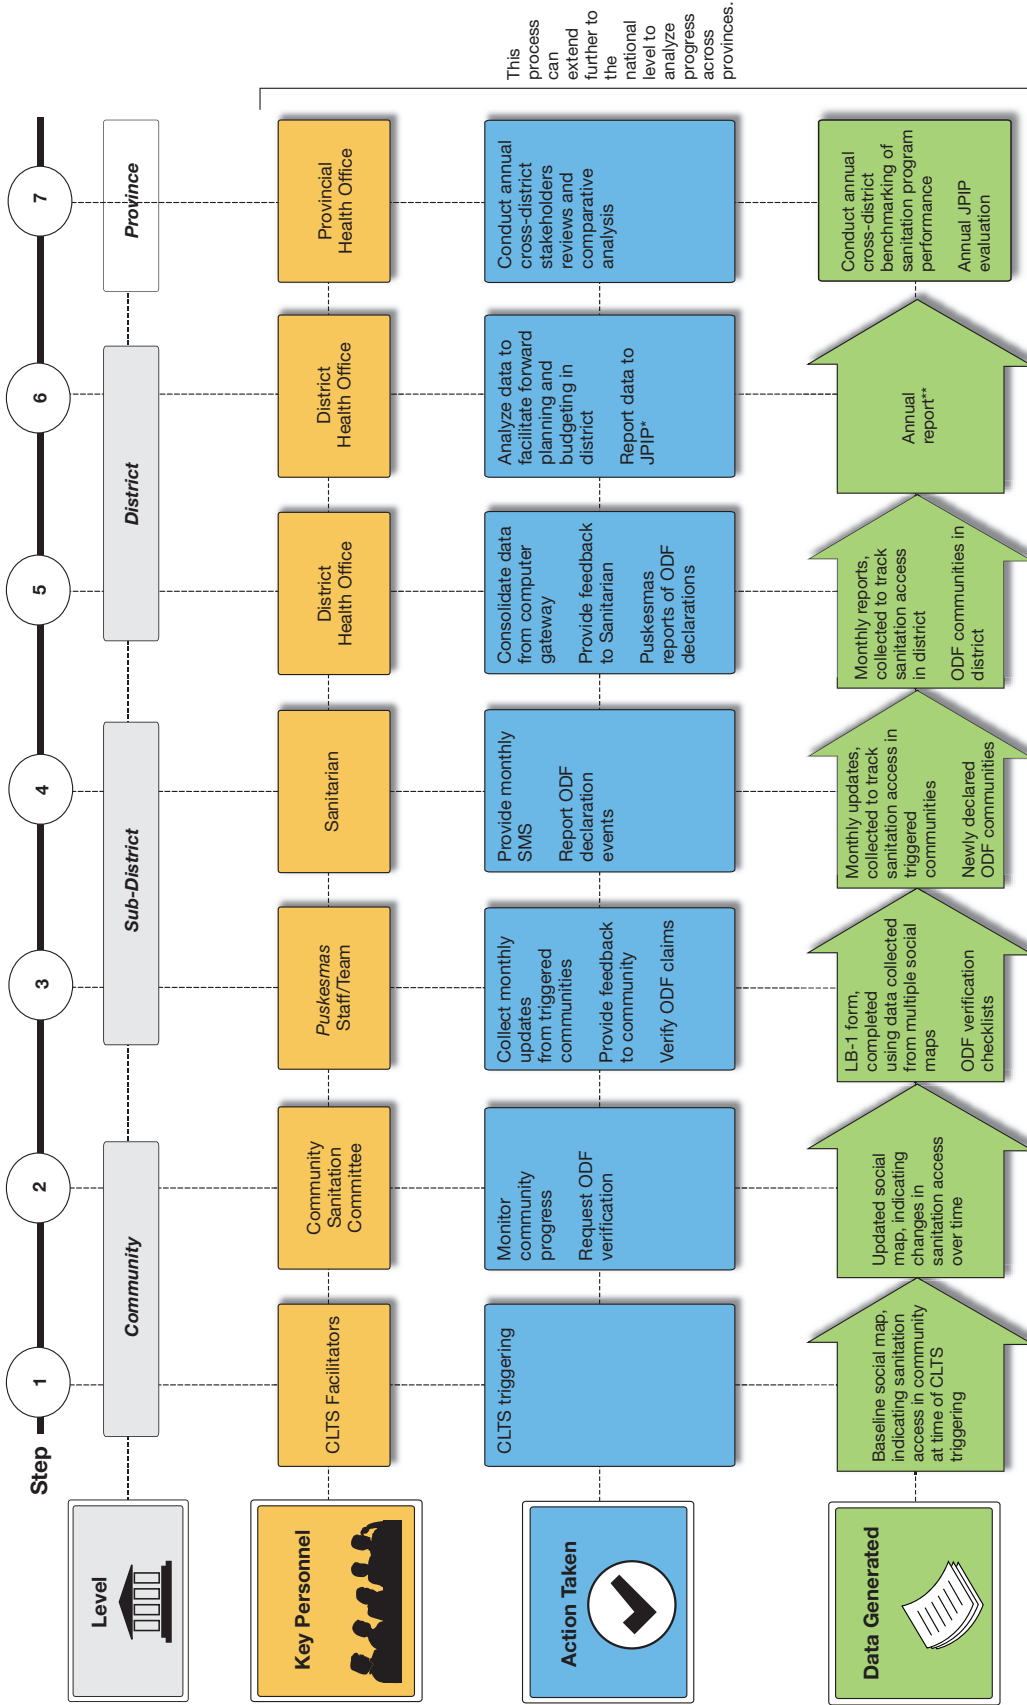 Step
1
2
3
4
5
6
7
Level
Community
Sub-District
District
Province
Key Personnel
CLTS Facilitators
Community
Sanitation
Committee
Puskesmas
Staff/Team
Sanitarian
District
Health Office
District
Health Office
Provincial
Health Office
Action Taken
CLTS triggering
Monitor
community
progress
Request ODF
verification
Collect monthly
updates
from triggered
communities
Provide feedback
to community
Verify ODF claims
Provide monthly
SMS
Report ODF
declaration
events
Consolidate data
from computer
gateway
Provide feedback
to Sanitarian
Puskesmas
reports of ODF
declarations
Analyze data to
facilitate forward
planning and
budgeting in
district
Report data to
JPIP*
Conduct annual
cross-district
stakeholders
reviews and
comparative
analysis
Data Generated
Baseline social map,
indicating sanitation
access in community
at time of CLTS
triggering
Updated social
map, indicating
changes in
sanitation access
over time
LB-1 form,
completed
using data collected
from multiple social
maps
ODF verification
checklists
Monthly updates,
collected to track
sanitation access in
triggered
communities
Newly declared
ODF communities
Monthly reports,
collected to track
sanitation access
in district
ODF communities in
district
Annual
report**
Conduct annual
cross-district
benchmarking of
sanitation program
performance
Annual JPIP
evaluation
This
process
can
extend
further to
the
national
level to
analyze
progress
across
provinces.